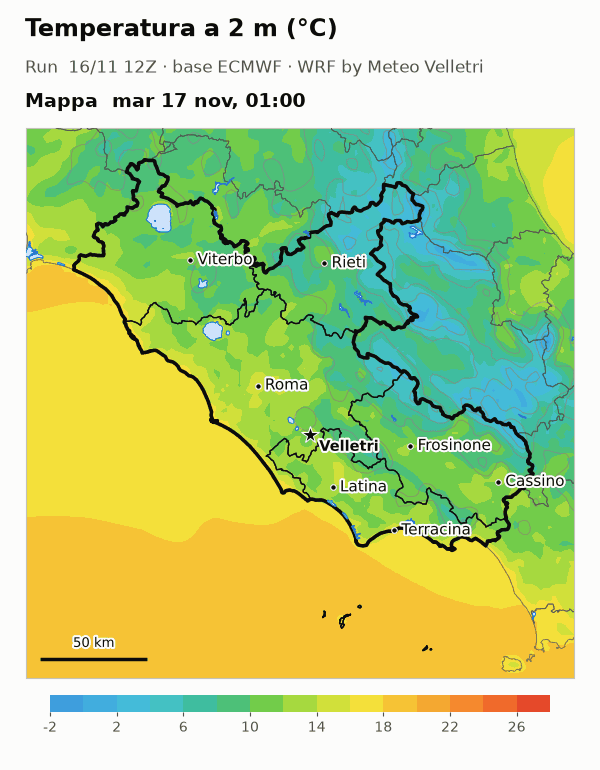 Temperatura a 2 m (°C)
Run  16/11 12Z · base ECMWF · WRF by Meteo Velletri
Mappa  mar 17 nov, 01:00
Viterbo
Rieti
Roma
Velletri
Frosinone
Cassino
Latina
Terracina
50 km
-2 2 6 10 14 18 22 26